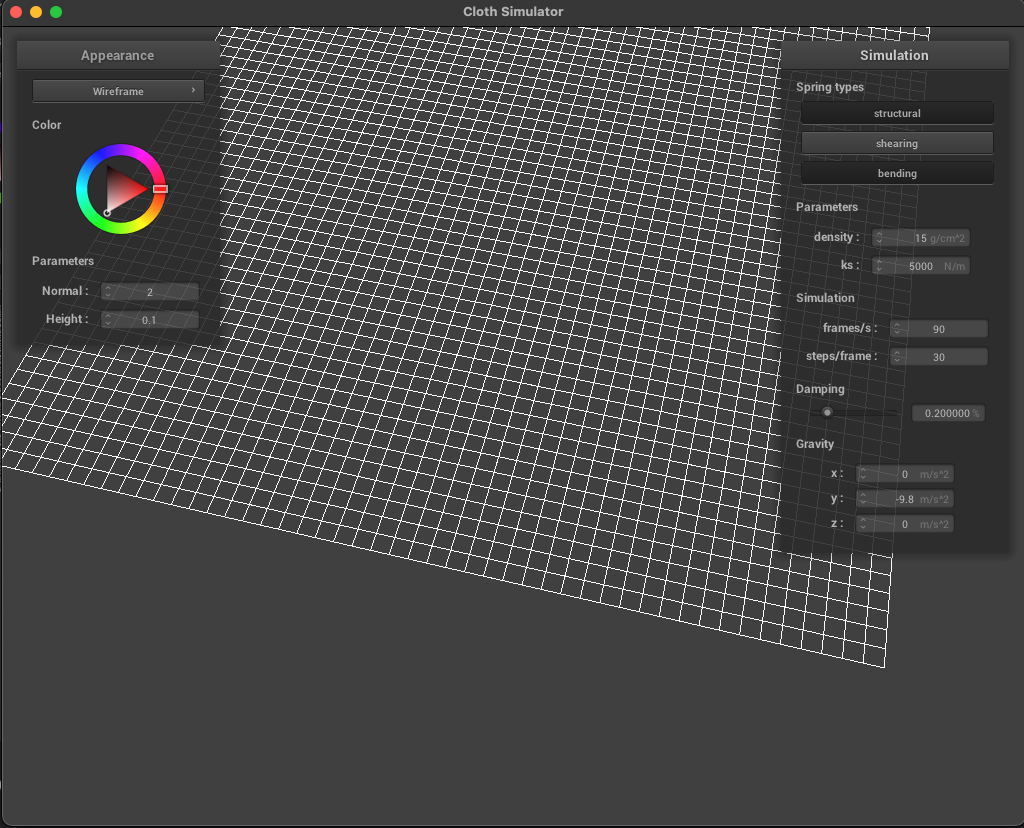 Cloth Simulator
Appearance
Wireframe ›
Color
Parameters
Normal : 2
Height : 0.1
Simulation
Spring types
structural
shearing
bending
Parameters
density : 15 g/cm^2
ks : 5000 N/m
Simulation
frames/s : 90
steps/frame : 30
Damping
0.200000 %
Gravity
x : 0 m/s^2
y : -9.8 m/s^2
z : 0 m/s^2